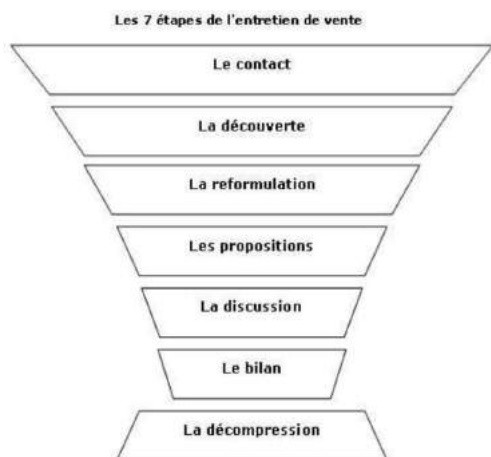 Les 7 étapes de l'entretien de vente
Le contact
La découverte
La reformulation
Les propositions
La discussion
Le bilan
La décompression